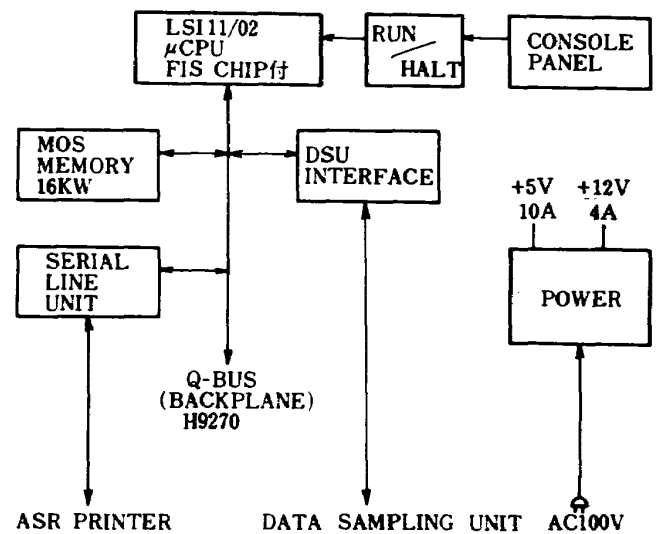 LSI 11/02
μCPU
FIS CHIP付
RUN
HALT
CONSOLE
PANEL
MOS
MEMORY
16KW
DSU
INTERFACE
+5V
10A
+12V
4A
SERIAL
LINE
UNIT
POWER
Q-BUS
(BACKPLANE)
H9270
ASR PRINTER
DATA SAMPLING UNIT
AC100V